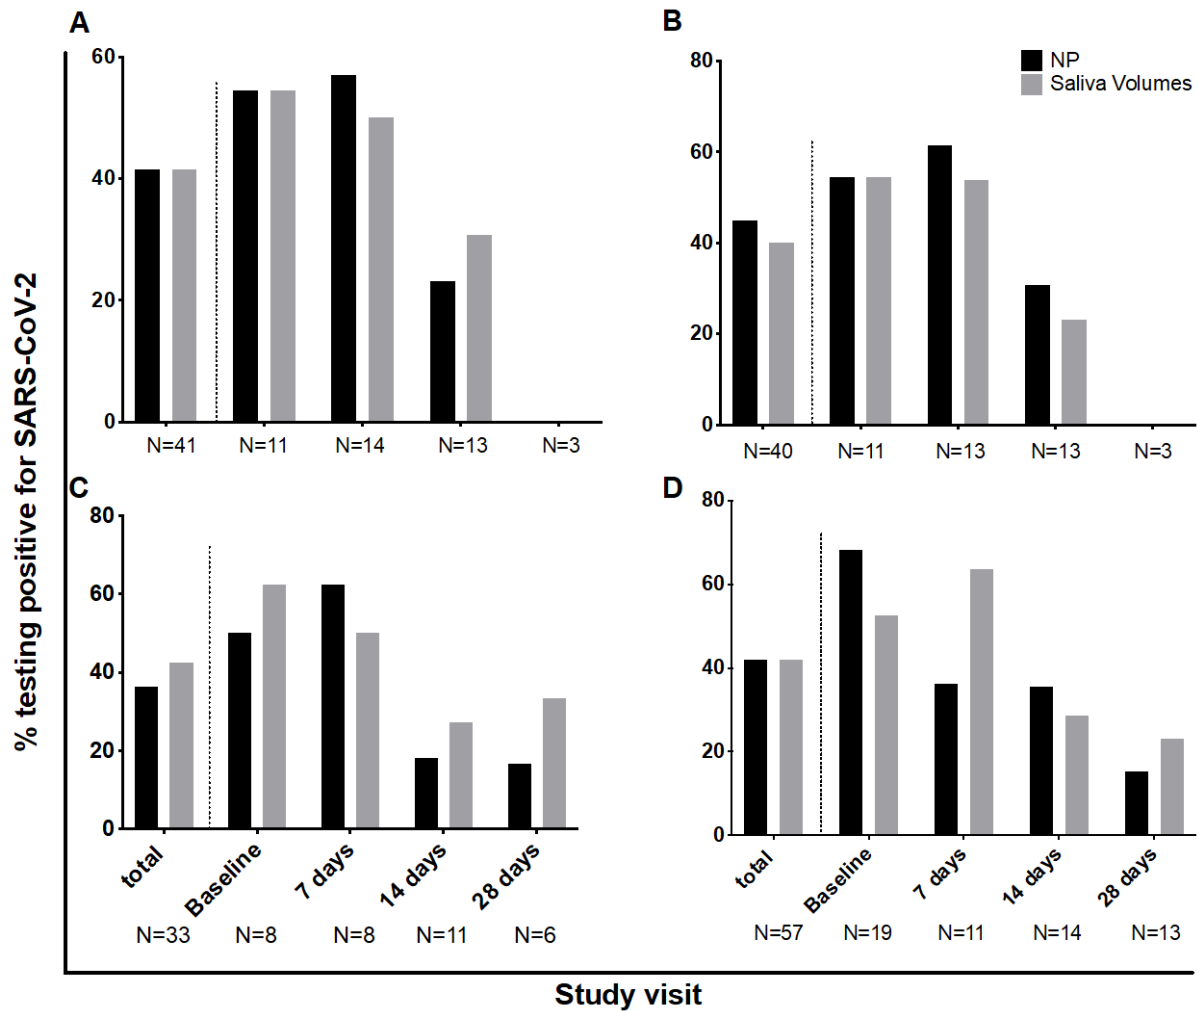 A
60
40
20
0
N=41 N=11 N=14 N=13 N=3
B
NP
Saliva Volumes
80
60
40
20
0
N=40 N=11 N=13 N=13 N=3
C
80
60
40
20
0
total Baseline 7 days 14 days 28 days
N=33 N=8 N=8 N=11 N=6
D
80
60
40
20
0
total Baseline 7 days 14 days 28 days
N=57 N=19 N=11 N=14 N=13
% testing positive for SARS-CoV-2
Study visit